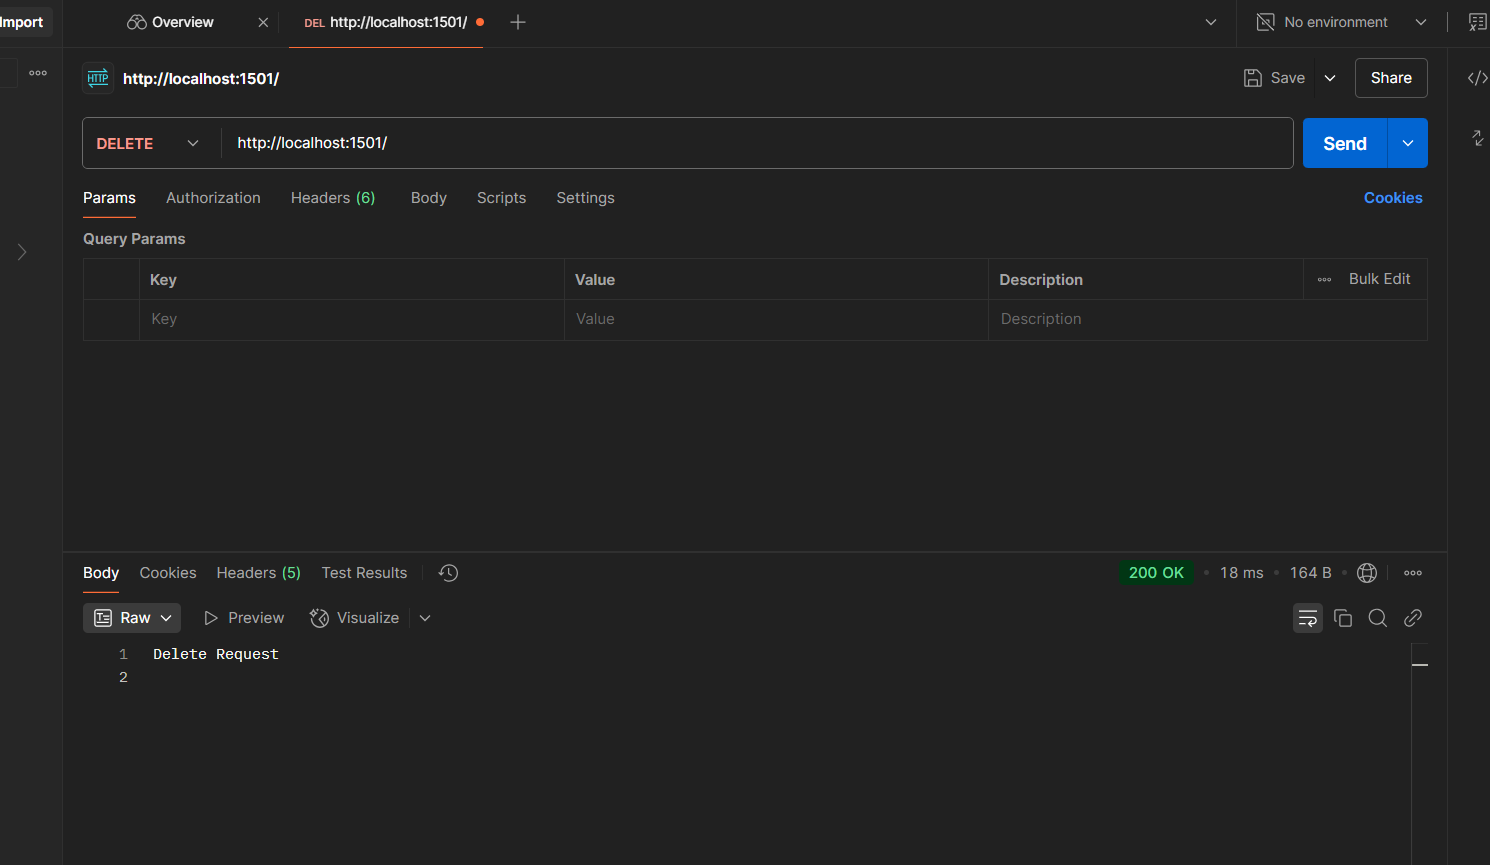 Import
Overview
DEL http://localhost:1501/
No environment
HTTP http://localhost:1501/
Save
Share
DELETE http://localhost:1501/
Send
Params Authorization Headers (6) Body Scripts Settings Cookies
Query Params
Key Value Description Bulk Edit
Key Value Description
Body Cookies Headers (5) Test Results 200 OK 18 ms 164 B
Raw Preview Visualize
1 Delete Request
2